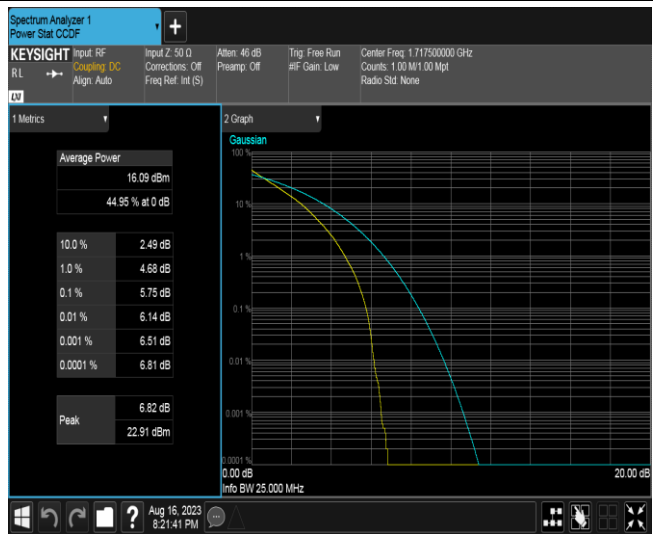 Spectrum Analyzer 1
Power Stat CCDF
+
KEYSIGHT
RL
Input: RF
Coupling: DC
Align: Auto
Input Z: 50 Ω
Corrections: Off
Freq Ref: Int (S)
Atten: 46 dB
Preamp: Off
Trig: Free Run
#IF Gain: Low
Center Freq: 1.717500000 GHz
Counts: 1.00 M/1.00 Mpt
Radio Std: None
1 Metrics
Average Power
16.09 dBm
44.95 % at 0 dB
10.0 % 2.49 dB
1.0 % 4.68 dB
0.1 % 5.75 dB
0.01 % 6.14 dB
0.001 % 6.51 dB
0.0001 % 6.81 dB
Peak
6.82 dB
22.91 dBm
2 Graph
Gaussian
100 %
10 %
1 %
0.1 %
0.01 %
0.001 %
0.0001 %
0.00 dB 20.00 dB
Info BW 25.000 MHz
?
Aug 16, 2023
8:21:41 PM